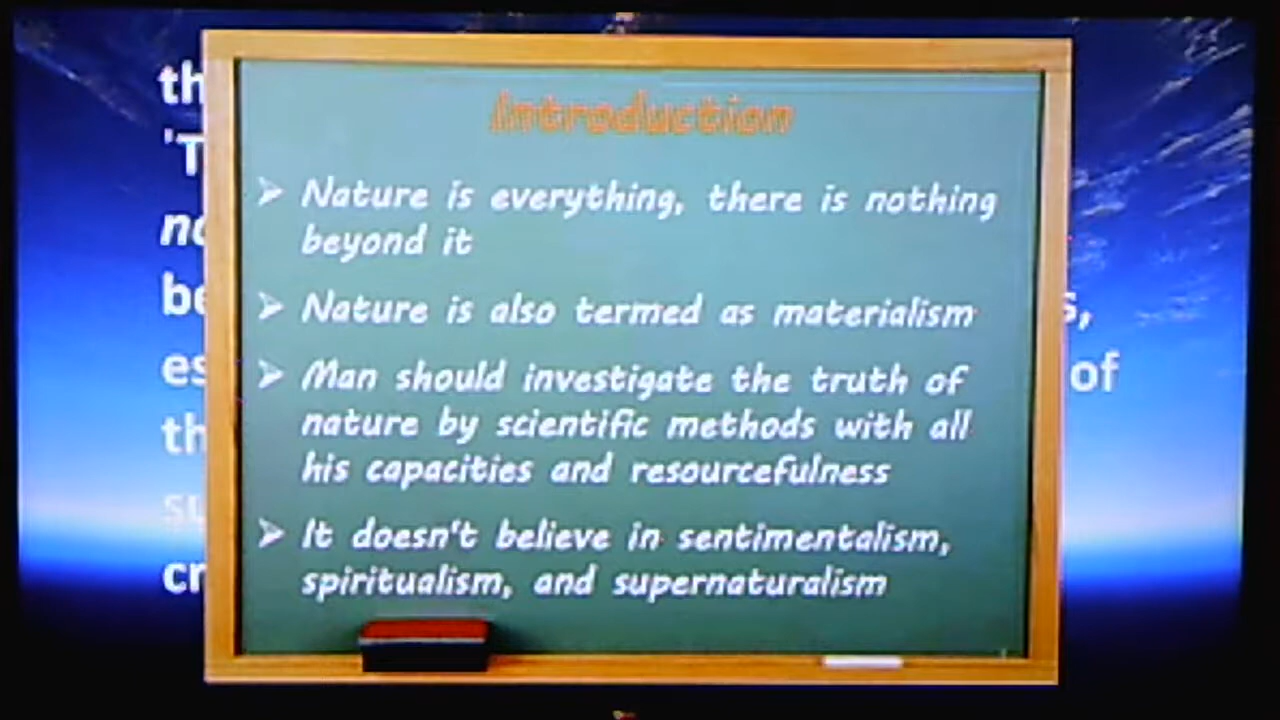 Introduction
➢ Nature is everything, there is nothing
beyond it
➢ Nature is also termed as materialism
➢ Man should investigate the truth of
nature by scientific methods with all
his capacities and resourcefulness
➢ It doesn't believe in sentimentalism,
spiritualism, and supernaturalism
of